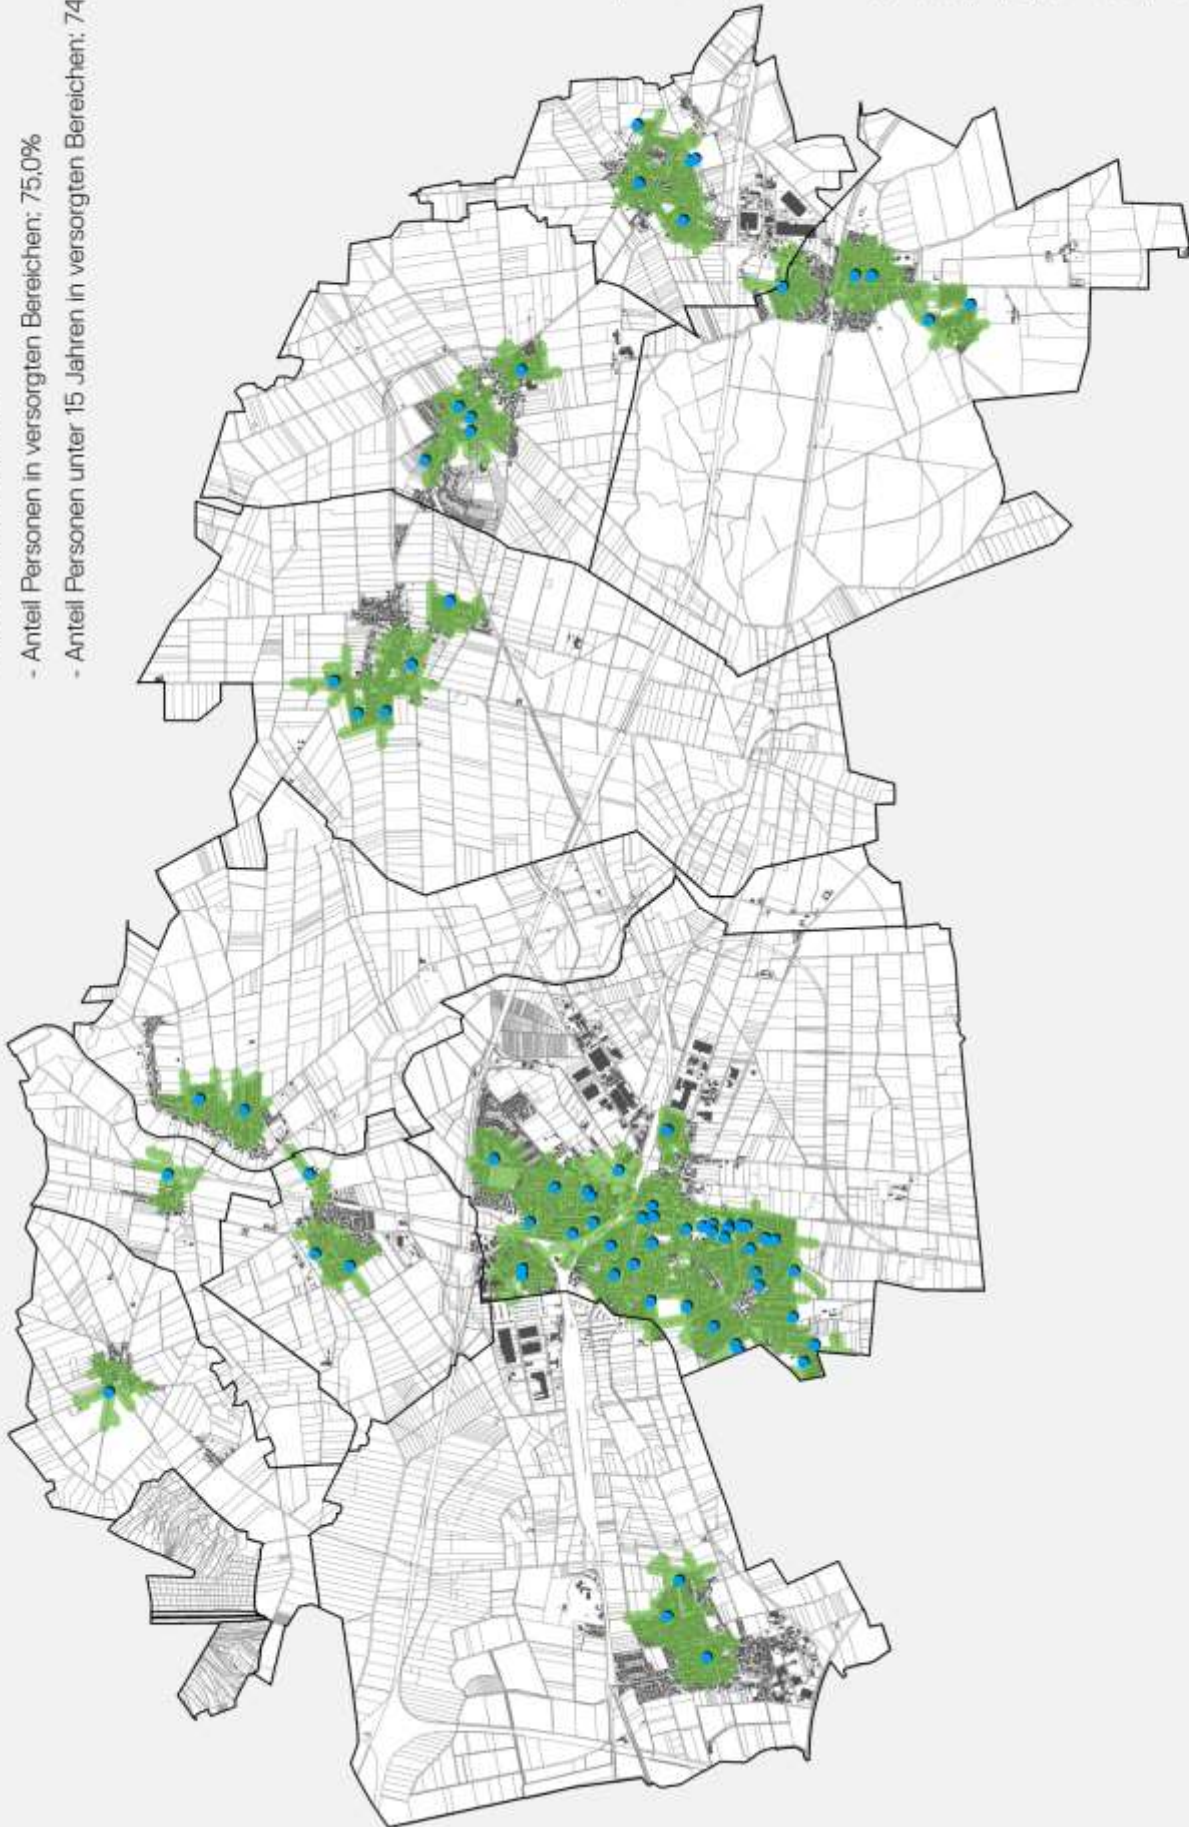 - Anteil Personen in versorgten Bereichen: 75,0%
- Anteil Personen unter 15 Jahren in versorgten Bereichen: 74